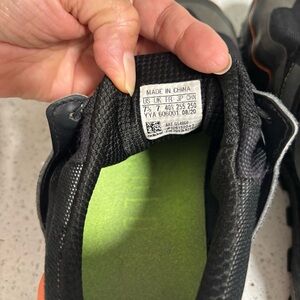 MADE IN CHINA
US UK FR JP CHN
7½ 7 40⅔ 255 250
YYA 606001 08/20